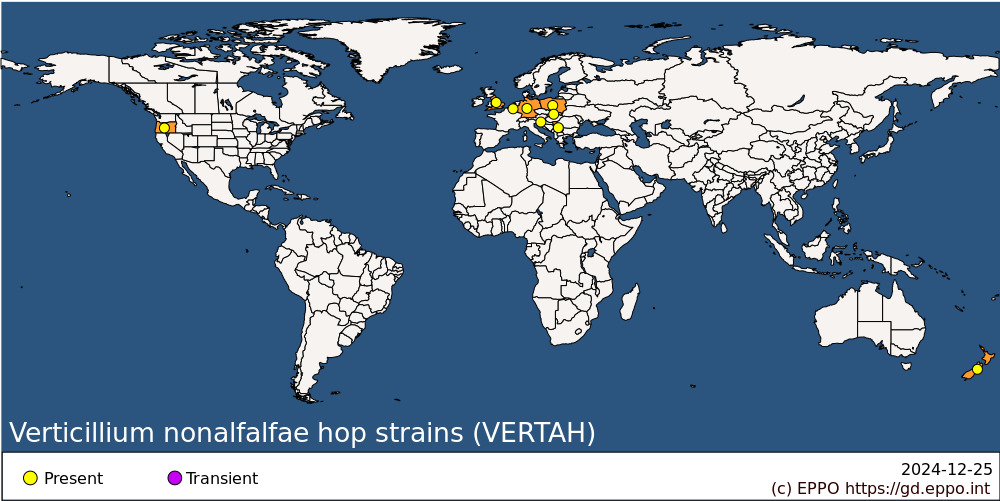 Verticillium nonalfalfae hop strains (VERTAH)
Present
Transient
2024-12-25
(c) EPPO https://gd.eppo.int